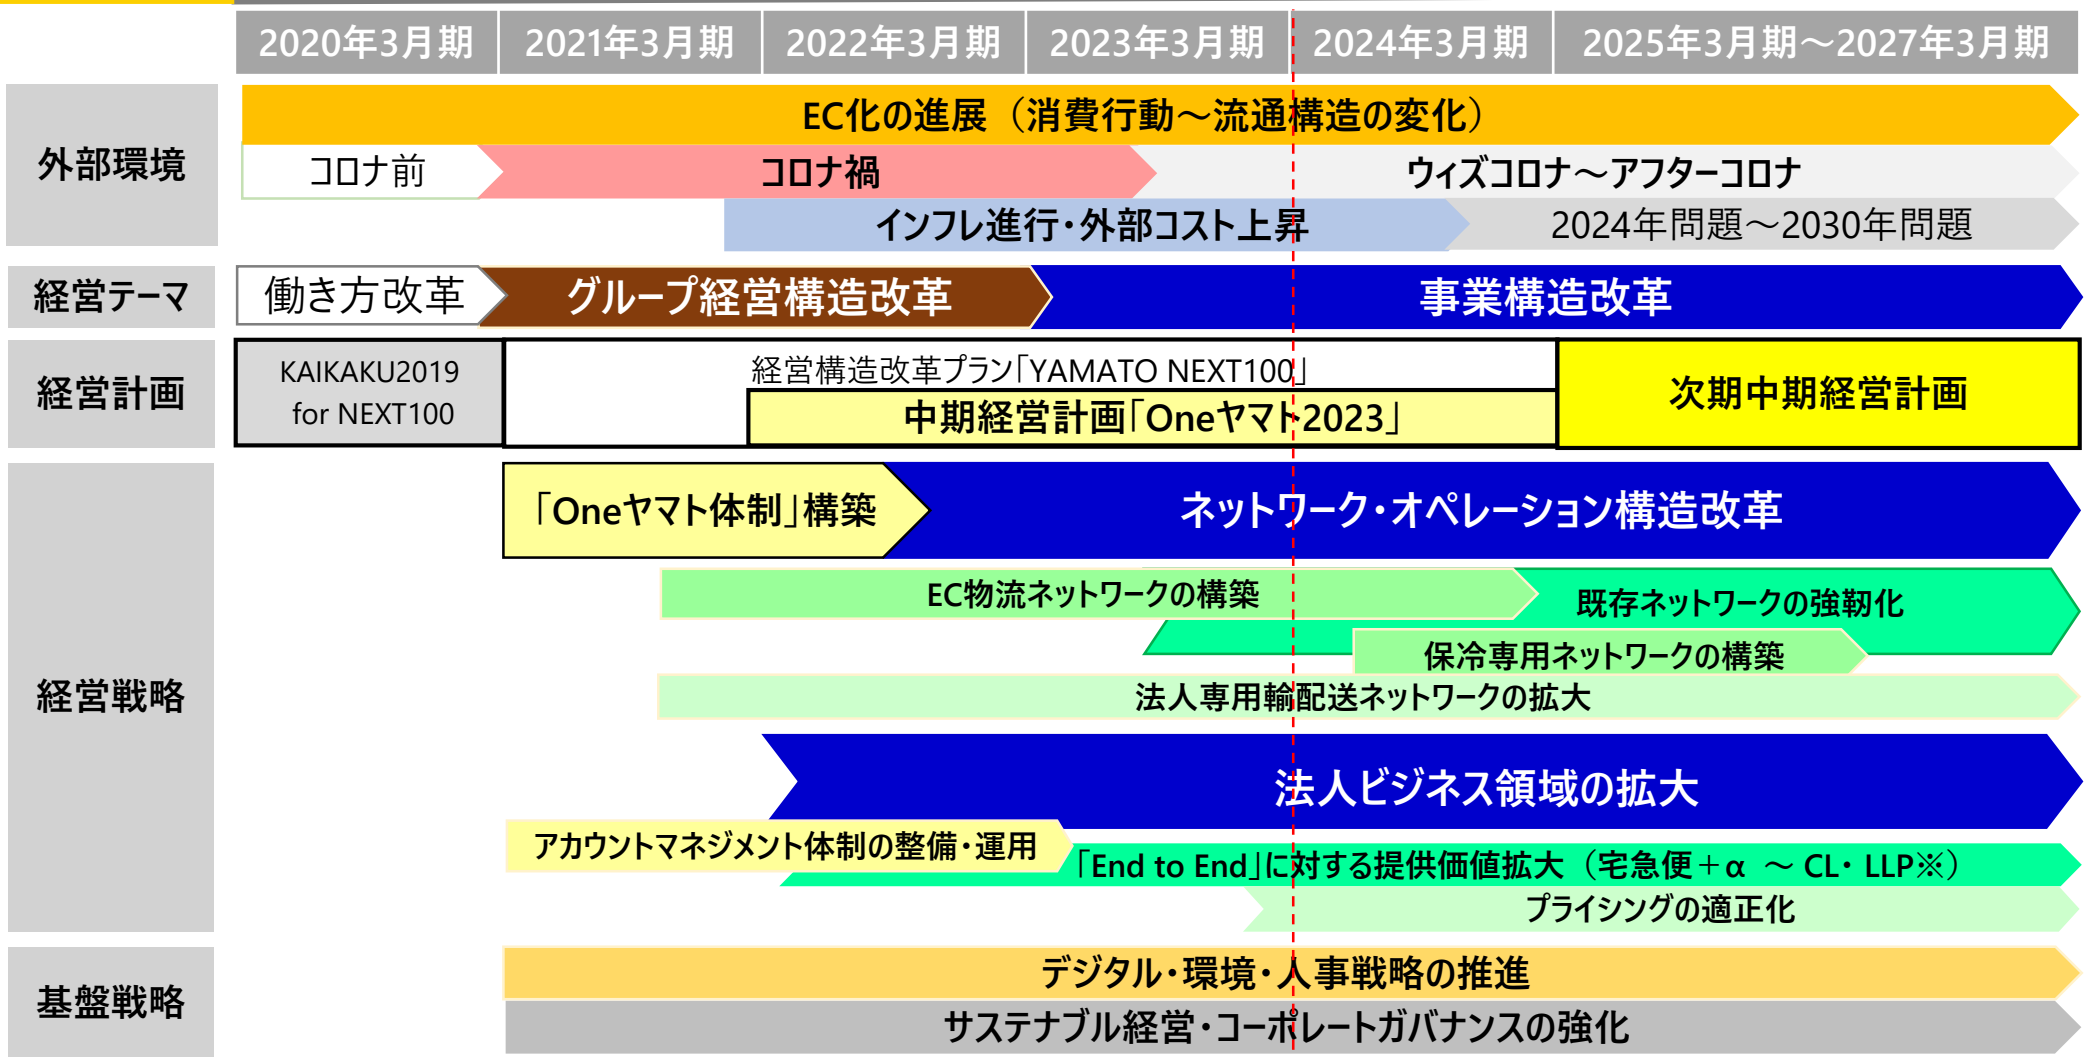 2020年3月期
2021年3月期
2022年3月期
2023年3月期
2024年3月期
2025年3月期～2027年3月期
外部環境
EC化の進展（消費行動～流通構造の変化）
コロナ前
コロナ禍
ウィズコロナ～アフターコロナ
インフレ進行・外部コスト上昇
2024年問題～2030年問題
経営テーマ
働き方改革
グループ経営構造改革
事業構造改革
経営計画
KAIKAKU2019
for NEXT100
経営構造改革プラン「YAMATO NEXT100」
中期経営計画「Oneヤマト2023」
次期中期経営計画
経営戦略
「Oneヤマト体制」構築
ネットワーク・オペレーション構造改革
EC物流ネットワークの構築
既存ネットワークの強靭化
保冷専用ネットワークの構築
法人専用輸配送ネットワークの拡大
法人ビジネス領域の拡大
アカウントマネジメント体制の整備・運用
「End to End」に対する提供価値拡大（宅急便＋α ～ CL・ LLP※）
プライシングの適正化
基盤戦略
デジタル・環境・人事戦略の推進
サステナブル経営・コーポレートガバナンスの強化